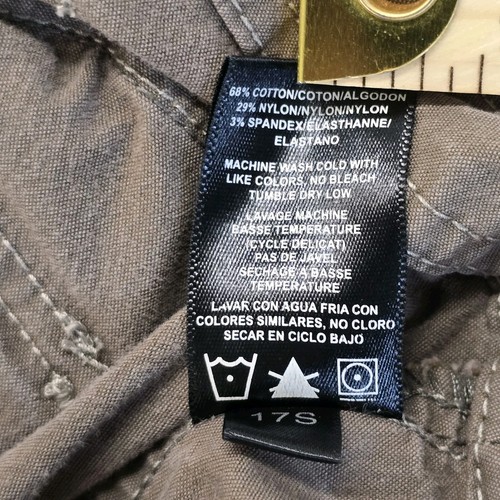 68% COTTON/COTON/ALGODON
29% NYLON/NYLON/NYLON
3% SPANDEX/ELASTHANNE/
ELASTANO
MACHINE WASH COLD WITH
LIKE COLORS, NO BLEACH
TUMBLE DRY LOW
LAVAGE MACHINE
BASSE TEMPERATURE
(CYCLE DELICAT)
PAS DE JAVEL
SECHAGE A BASSE
TEMPERATURE
LAVAR CON AGUA FRIA CON
COLORES SIMILARES, NO CLORO
SECAR EN CICLO BAJO
17S